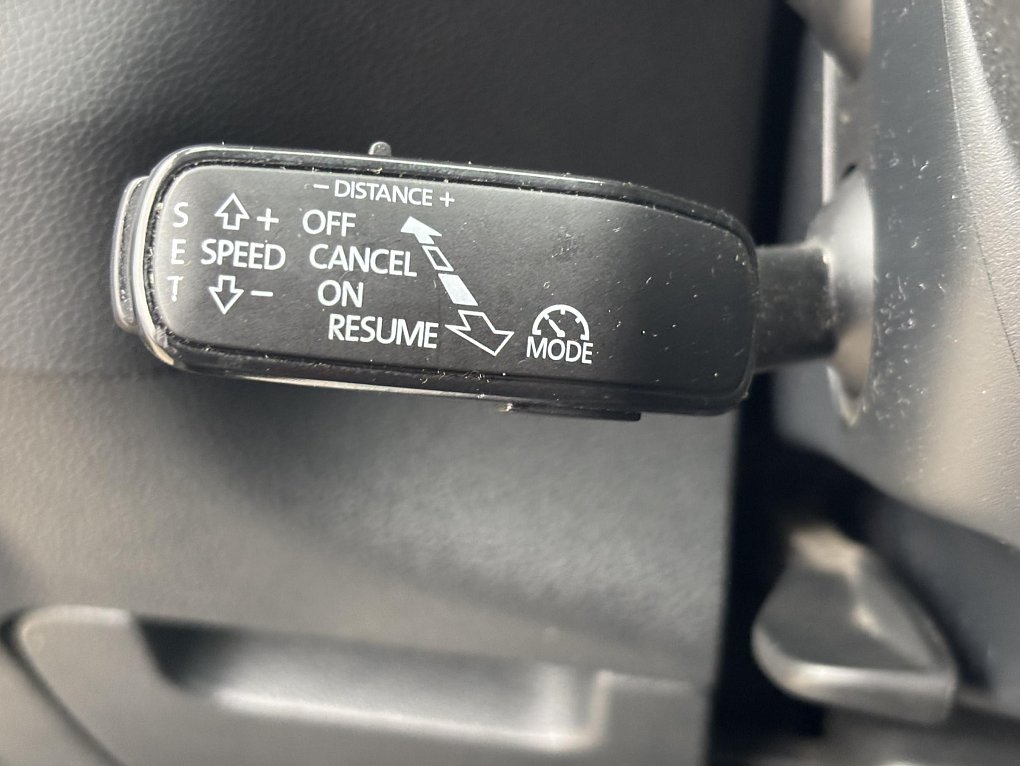 − DISTANCE +
S + OFF
E SPEED CANCEL
T − ON
RESUME
MODE